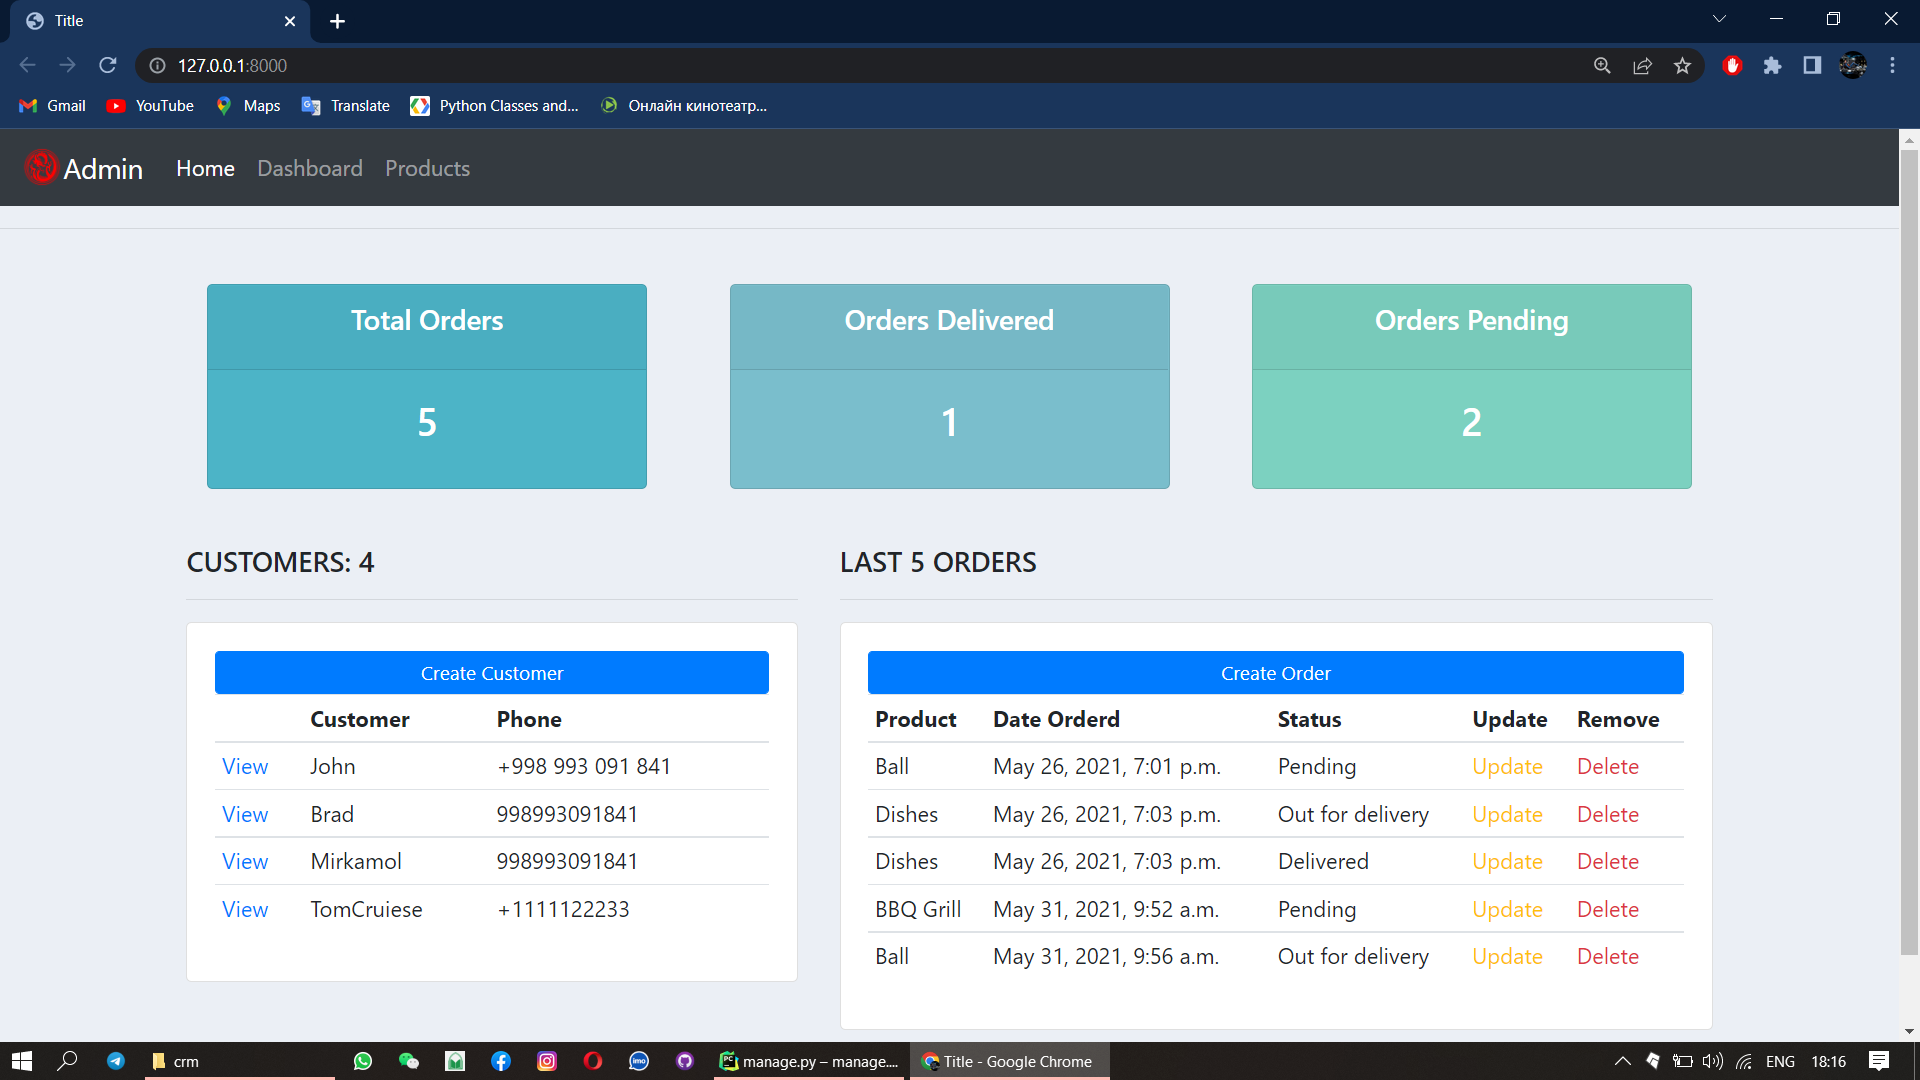 Title
127.0.0.1:8000
Gmail YouTube Maps Translate Python Classes and... Онлайн кинотеатр...
Admin Home Dashboard Products
Total Orders Orders Delivered Orders Pending
5 1 2
CUSTOMERS: 4
Create Customer
Customer Phone
View John +998 993 091 841
View Brad 998993091841
View Mirkamol 998993091841
View TomCruiese +1111122233
LAST 5 ORDERS
Create Order
Product Date Orderd Status Update Remove
Ball May 26, 2021, 7:01 p.m. Pending Update Delete
Dishes May 26, 2021, 7:03 p.m. Out for delivery Update Delete
Dishes May 26, 2021, 7:03 p.m. Delivered Update Delete
BBQ Grill May 31, 2021, 9:52 a.m. Pending Update Delete
Ball May 31, 2021, 9:56 a.m. Out for delivery Update Delete
crm imo PC manage.py – manage.... Title - Google Chrome ENG 18:16